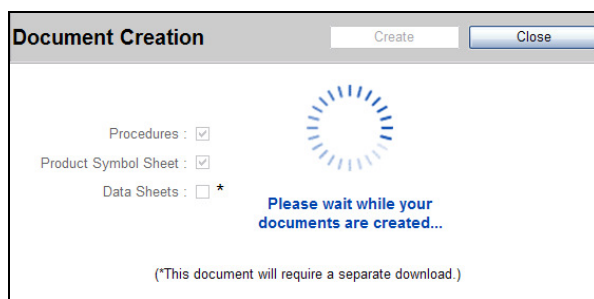 Document Creation
Create
Close
Procedures :
Product Symbol Sheet :
Data Sheets : *
Please wait while your
documents are created...
(*This document will require a separate download.)